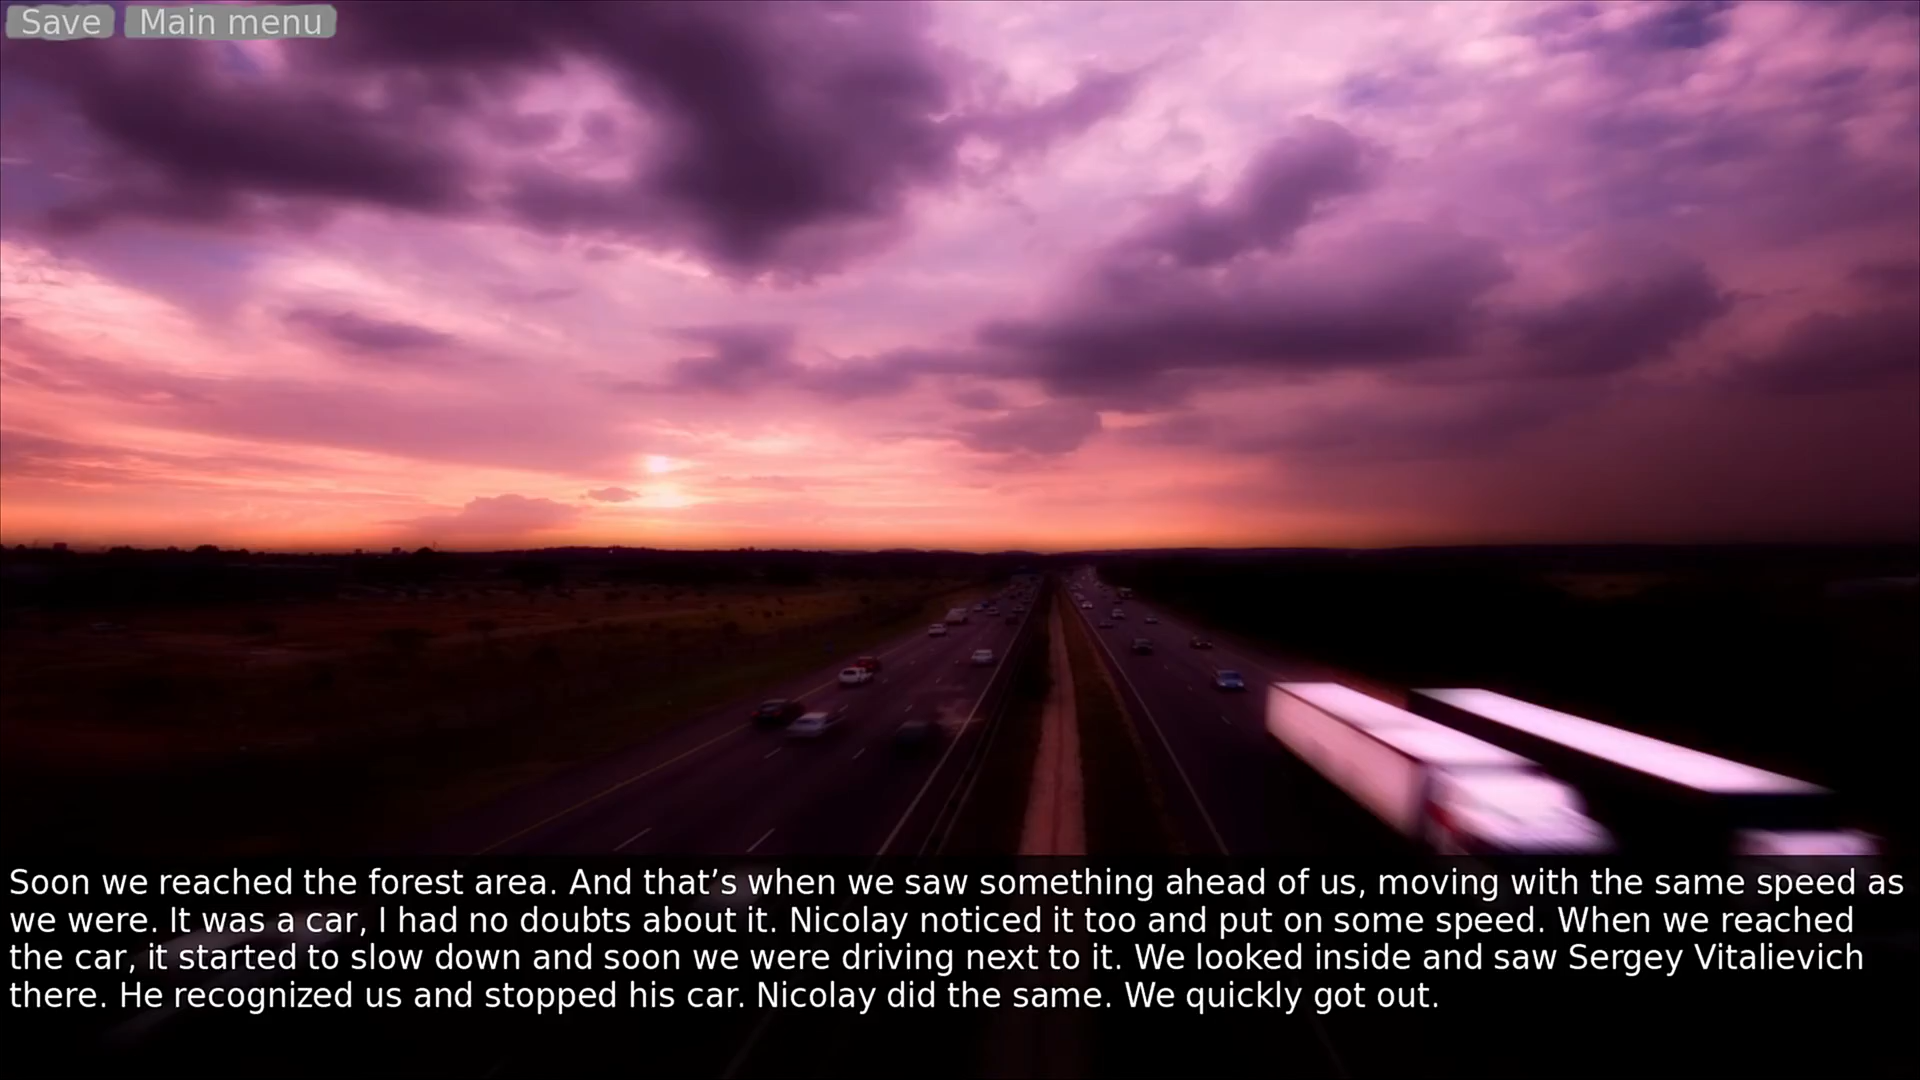 Save
Main menu
Soon we reached the forest area. And that’s when we saw something ahead of us, moving with the same speed as
we were. It was a car, I had no doubts about it. Nicolay noticed it too and put on some speed. When we reached
the car, it started to slow down and soon we were driving next to it. We looked inside and saw Sergey Vitalievich
there. He recognized us and stopped his car. Nicolay did the same. We quickly got out.